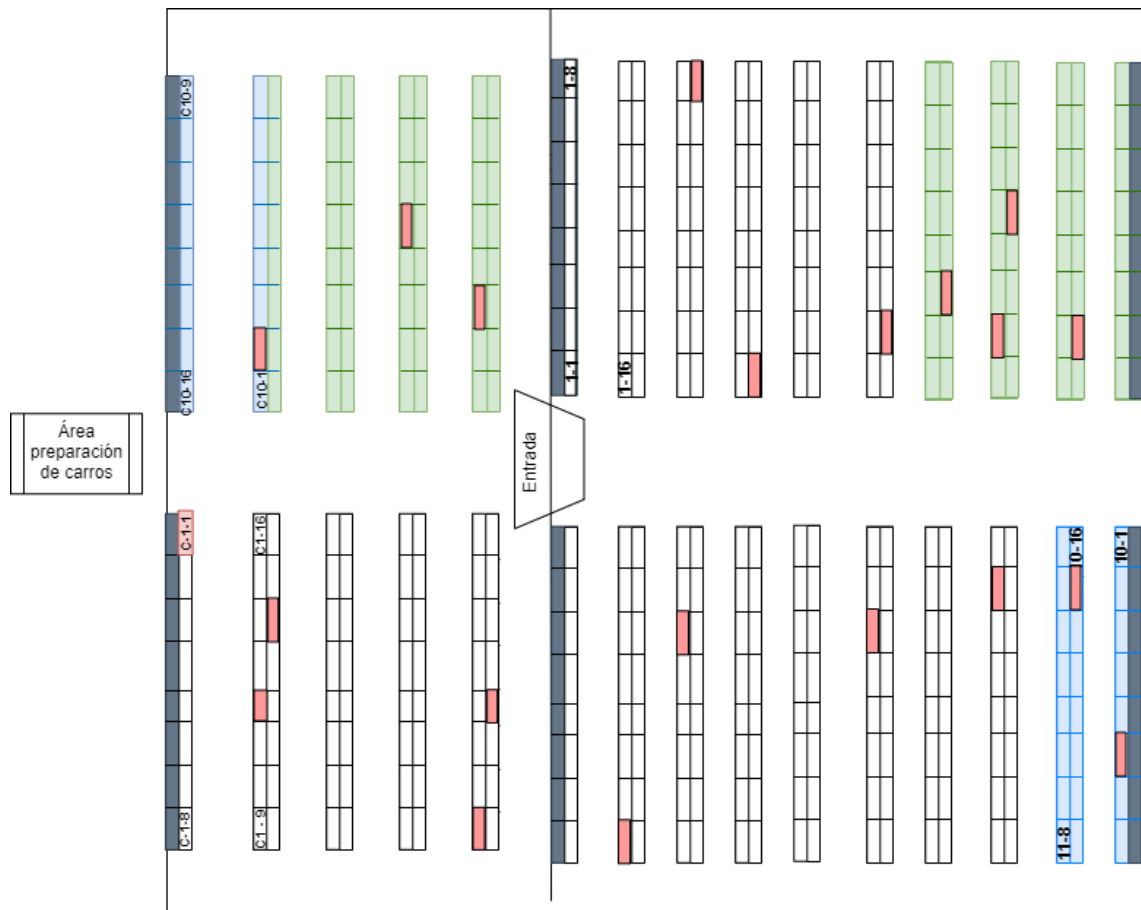 C10-9
C10-16
C10-1
1-8
1-1
1-16
Área
preparación
de carros
Entrada
C-1-1
C-1-8
C1-16
C1 - 9
10-16
10-1
11-8